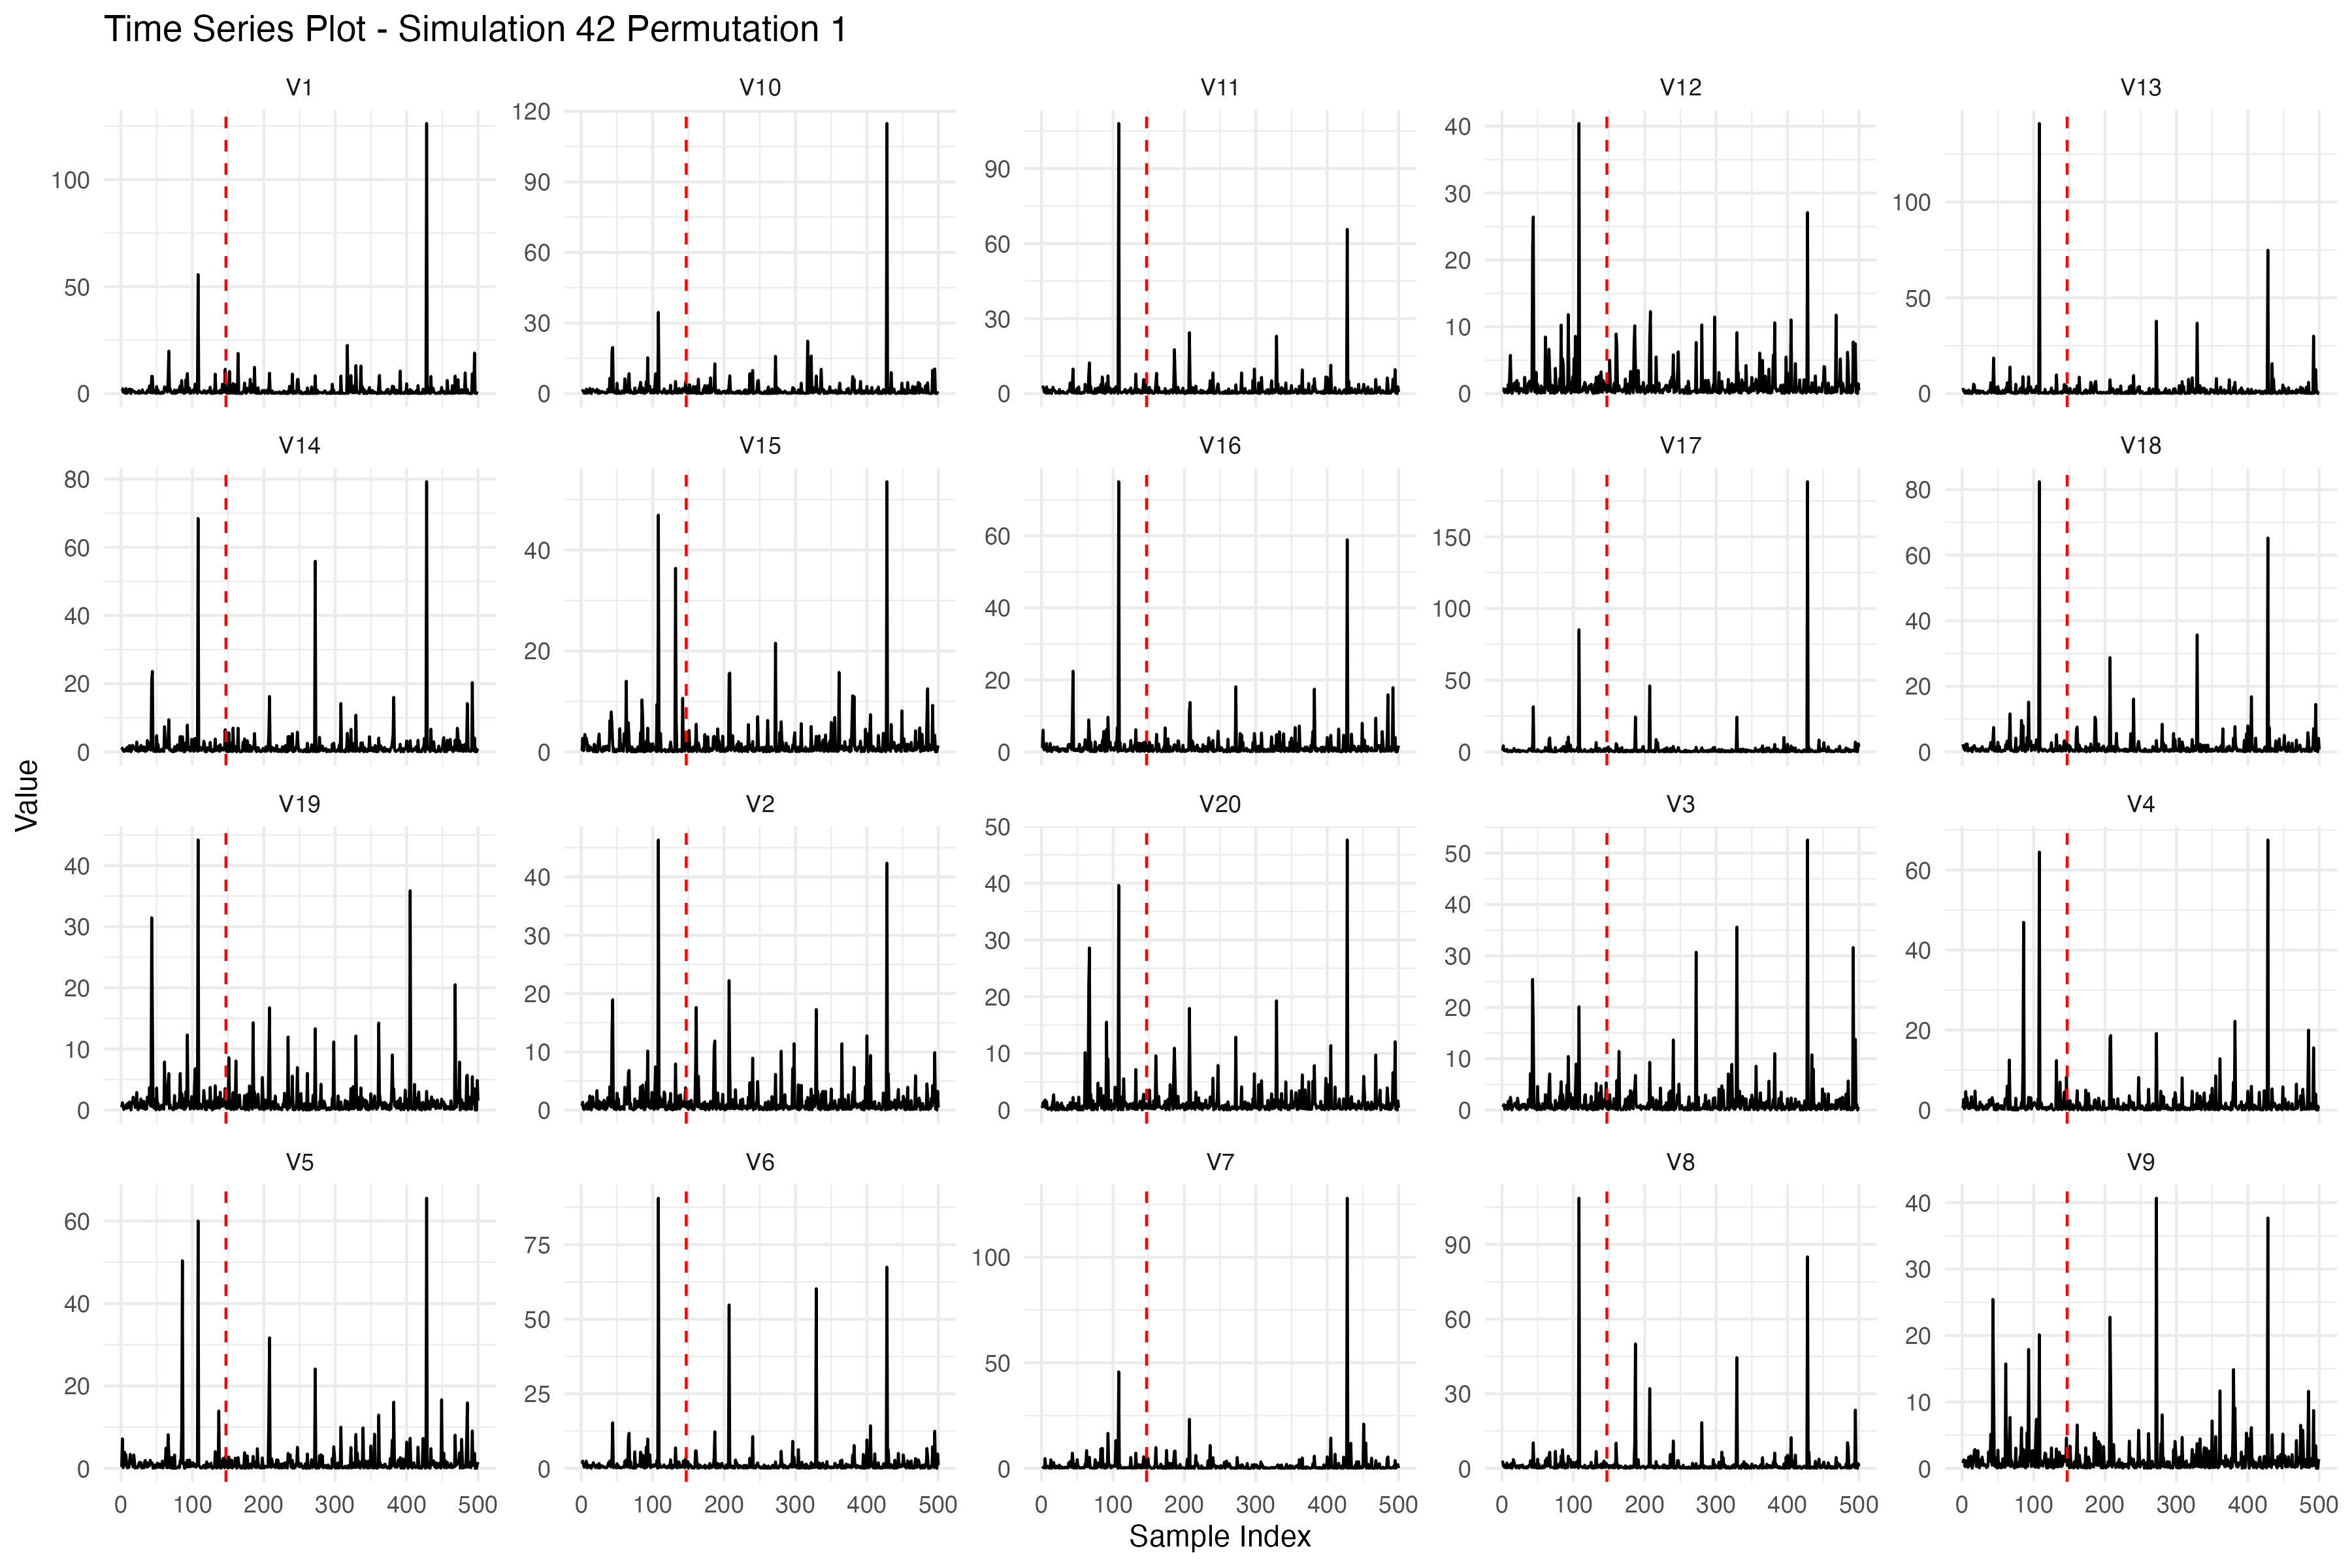 Time Series Plot - Simulation 42 Permutation 1
V1 V10 V11 V12 V13
100 50 0
120 90 60 30 0
90 60 30 0
40 30 20 10 0
100 50 0
V14 V15 V16 V17 V18
80 60 40 20 0
40 20 0
60 40 20 0
150 100 50 0
80 60 40 20 0
Value
V19 V2 V20 V3 V4
40 30 20 10 0
40 30 20 10 0
50 40 30 20 10 0
50 40 30 20 10 0
60 40 20 0
V5 V6 V7 V8 V9
60 40 20 0
75 50 25 0
100 50 0
90 60 30 0
40 30 20 10 0
0 100 200 300 400 500 0 100 200 300 400 500 0 100 200 300 400 500 0 100 200 300 400 500 0 100 200 300 400 500
Sample Index